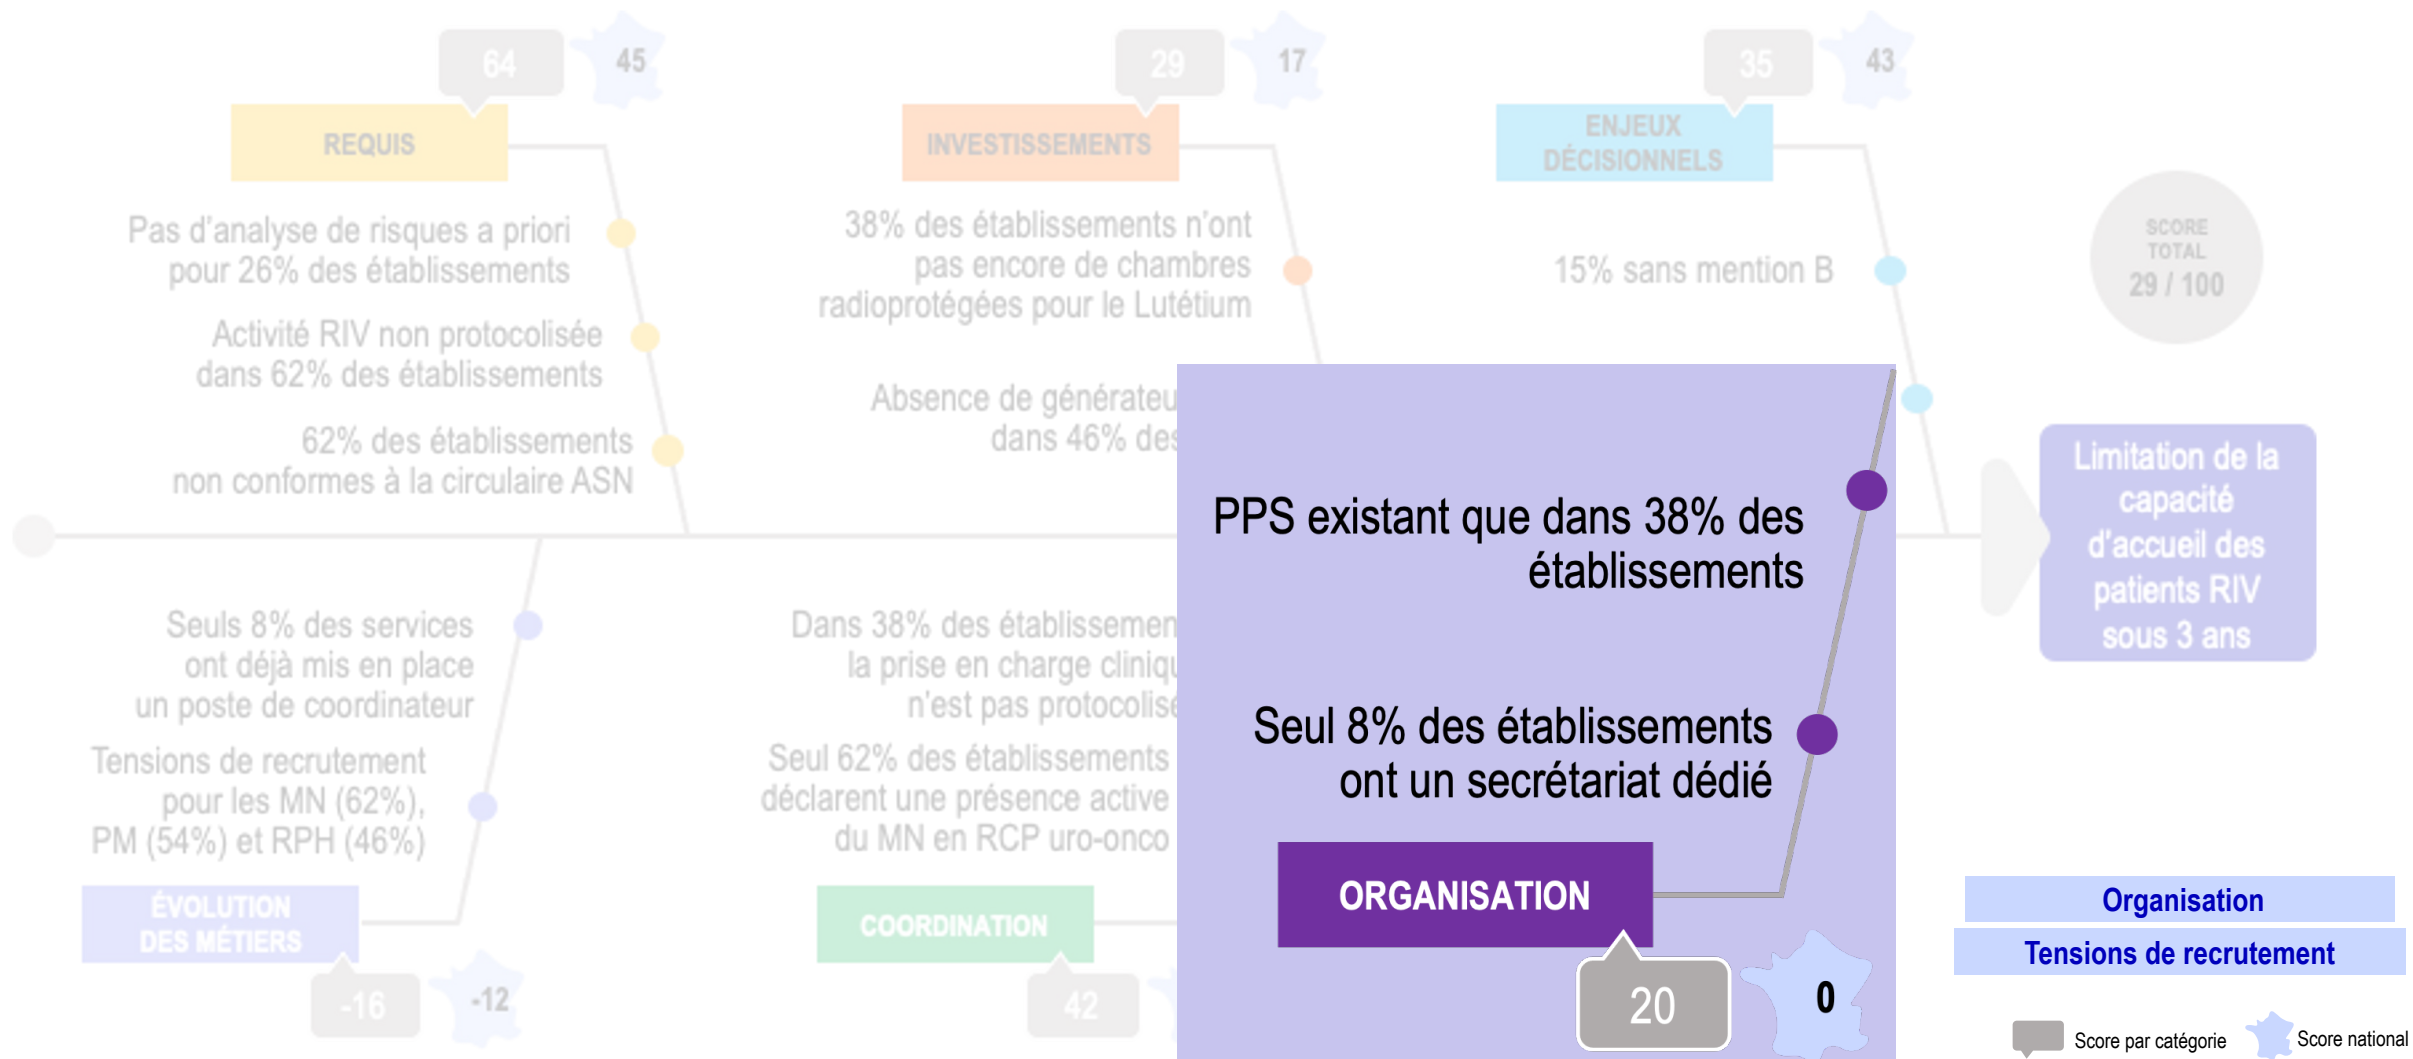 64
45
REQUIS
Pas d'analyse de risques a priori
pour 26% des établissements
Activité RIV non protocolisée
dans 62% des établissements
62% des établissements
non conformes à la circulaire ASN
29
17
INVESTISSEMENTS
38% des établissements n'ont
pas encore de chambres
radioprotégées pour le Lutétium
Absence de générateu
dans 46% des
35
43
ENJEUX
DÉCISIONNELS
15% sans mention B
SCORE
TOTAL
29 / 100
Limitation de la
capacité
d'accueil des
patients RIV
sous 3 ans
Seuls 8% des services
ont déjà mis en place
un poste de coordinateur
Tensions de recrutement
pour les MN (62%),
PM (54%) et RPH (46%)
ÉVOLUTION
DES MÉTIERS
-16
-12
Dans 38% des établissemen
la prise en charge cliniqu
n'est pas protocolisé
Seul 62% des établissements
déclarent une présence active
du MN en RCP uro-onco
COORDINATION
42
PPS existant que dans 38% des
établissements
Seul 8% des établissements
ont un secrétariat dédié
ORGANISATION
20
0
Organisation
Tensions de recrutement
Score par catégorie
Score national